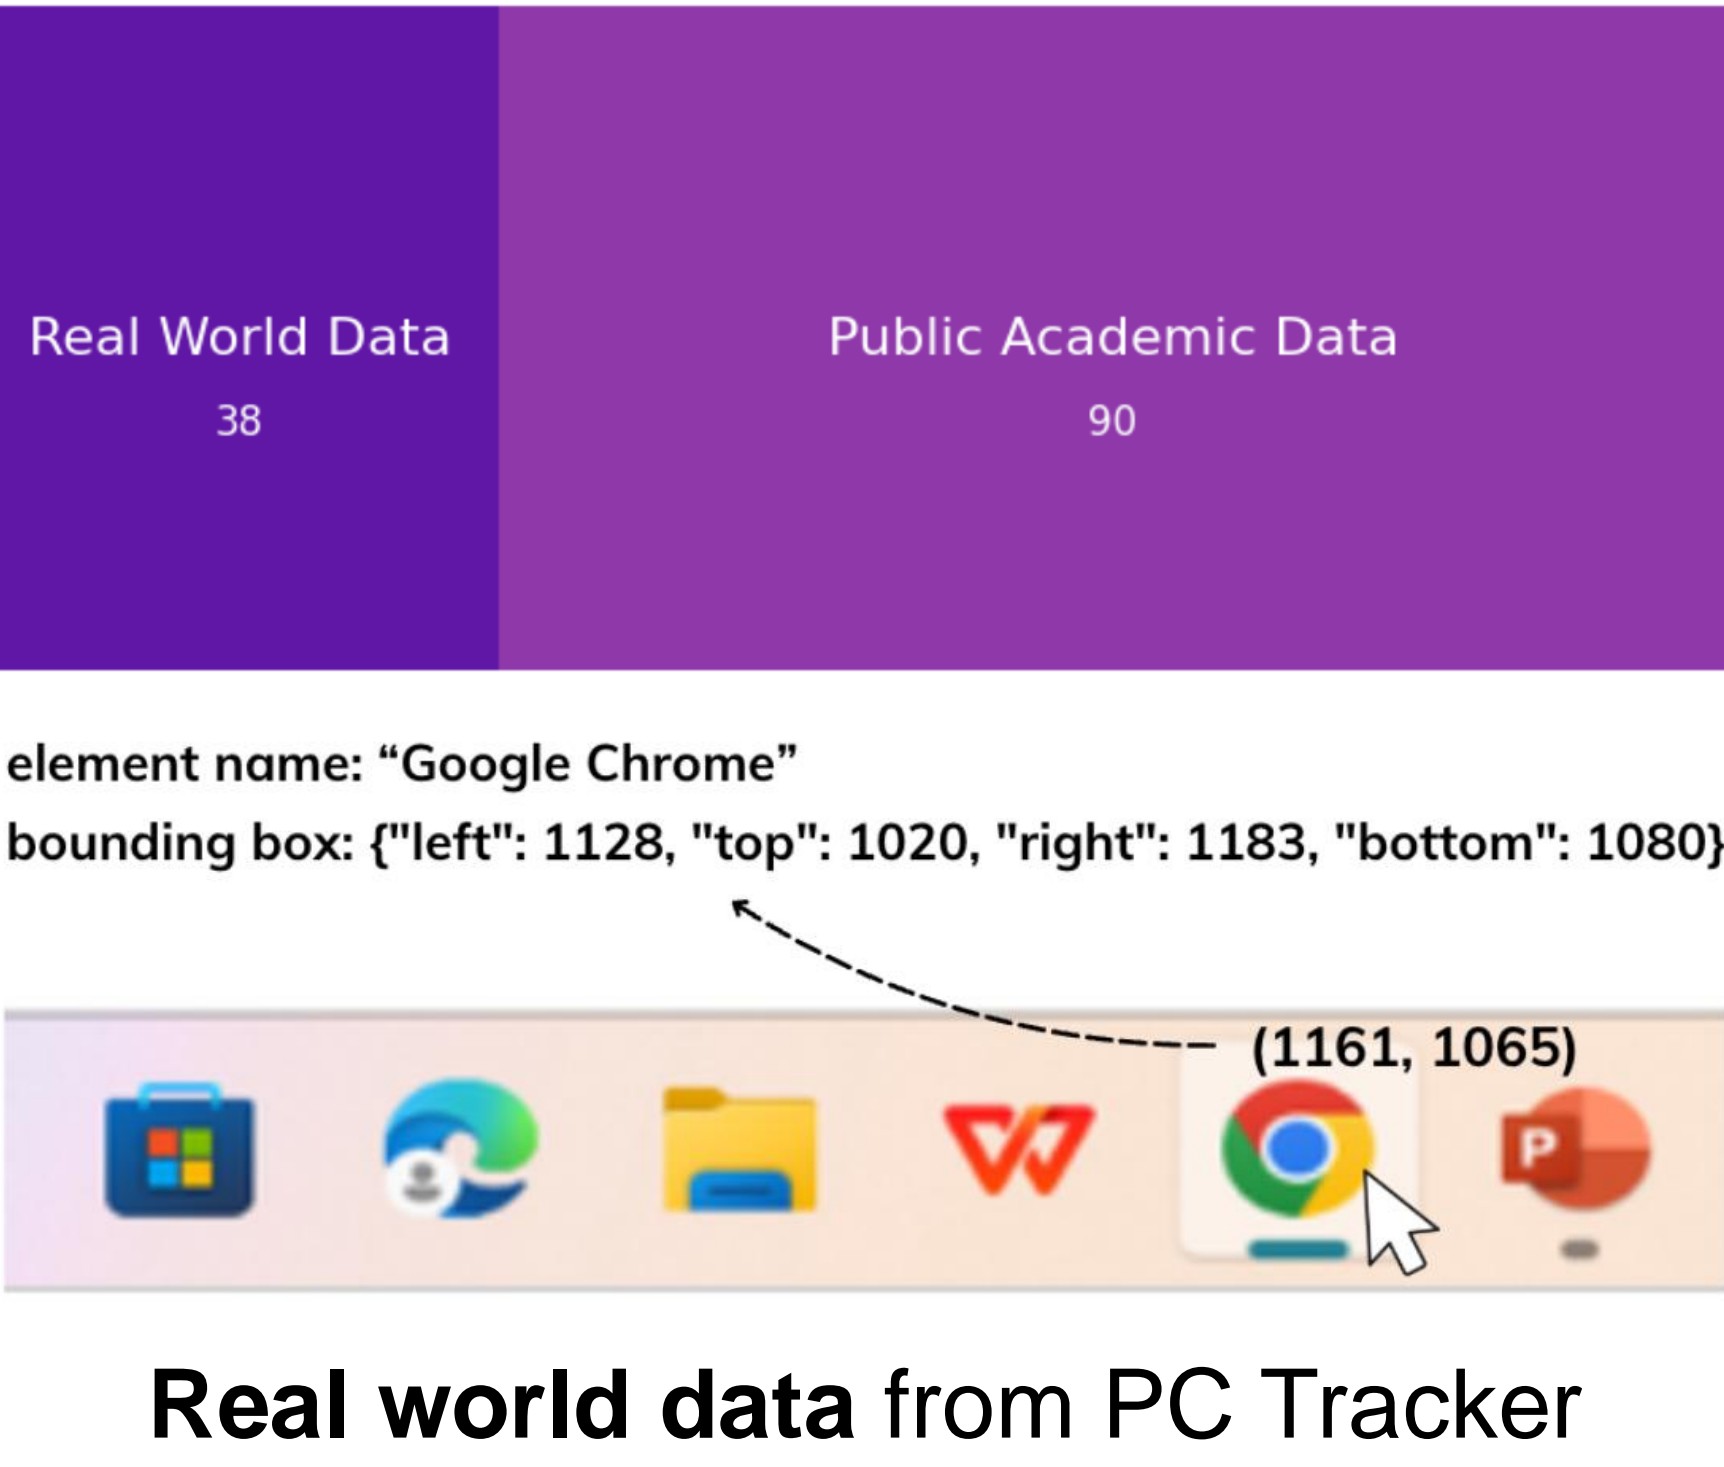 Real World Data
38
Public Academic Data
90
element name: “Google Chrome”
bounding box: {"left": 1128, "top": 1020, "right": 1183, "bottom": 1080}
(1161, 1065)
P
Real world data from PC Tracker